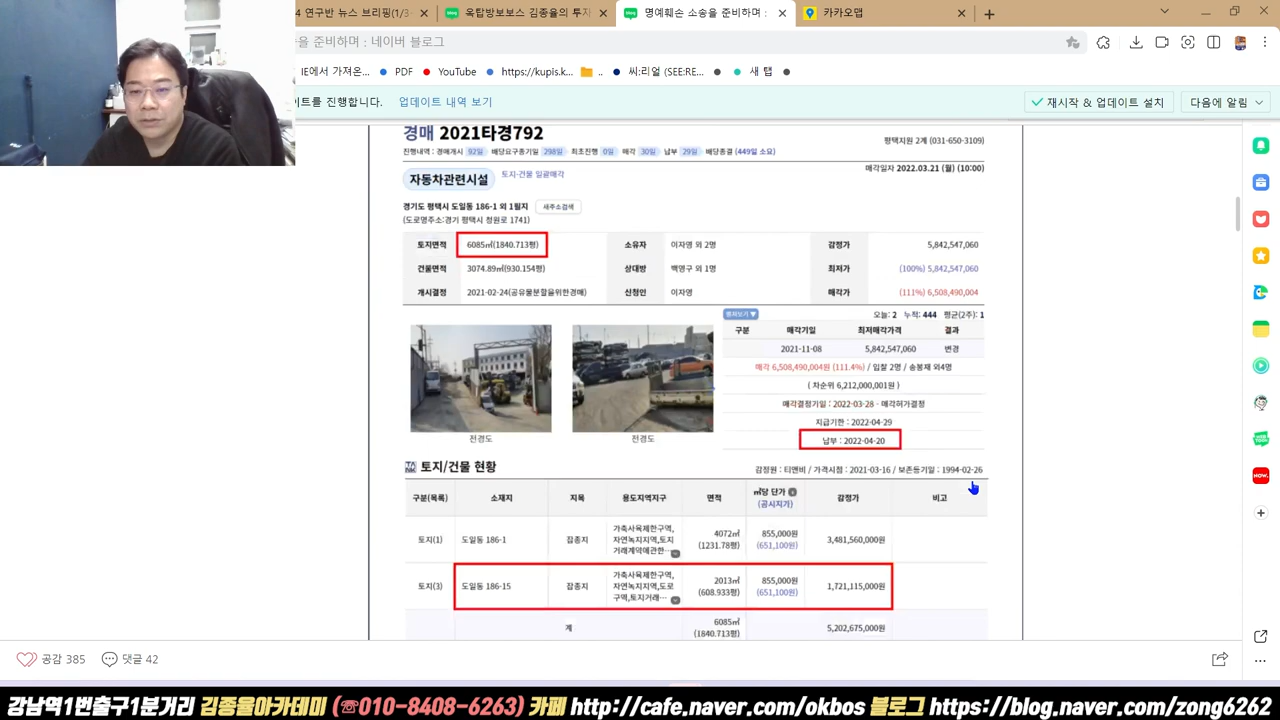 4 연구반 뉴스 브리핑(1/3-
옥탑방보보스 김종율의 투자
명예훼손 소송을 준비하며 :
카카오맵
을 준비하며 : 네이버 블로그
IE에서 가져온...
PDF
YouTube
https://kupis.k...
씨:리얼 (SEE:RE...
새 탭
이트를 진행합니다. 업데이트 내역 보기
재시작 & 업데이트 설치
다음에 알림
경매 2021타경792
평택지원 2계 (031-650-3109)
진행내역 : 경매개시 92일 배당요구종기일 298일 최초진행 0일 매각 30일 납부 29일 배당종결 (449일 소요)
매각일자 2022.03.21 (월) (10:00)
자동차관련시설
토지·건물 일괄매각
경기도 평택시 도일동 186-1 외 1필지
새주소검색
(도로명주소:경기 평택시 정원로 1741)
토지면적 6085㎡(1840.713평) 소유자 이자영 외 2명 감정가 5,842,547,060
건물면적 3074.89㎡(930.154평) 상대방 백영구 외 1명 최저가 (100%) 5,842,547,060
개시결정 2021-02-24(공유물분할을위한경매) 신청인 이자영 매각가 (111%) 6,508,490,004
펼쳐보기 ▼
오늘: 2 누적: 444 평균(2주): 1
구분 매각기일 최저매각가격 결과
2021-11-08 5,842,547,060 변경
매각 6,508,490,004원 (111.4%) / 입찰 2명 / 송봉재 외4명
( 차순위 6,212,000,001원 )
매각결정기일 : 2022-03-28 - 매각허가결정
지급기한 : 2022-04-29
납부 : 2022-04-20
전경도
전경도
토지/건물 현황
감정원 : 티앤비 / 가격시점 : 2021-03-16 / 보존등기일 : 1994-02-26
구분(목록) 소재지 지목 용도지역지구 면적 ㎡당 단가 (공시지가) 감정가 비고
토지(1) 도일동 186-1 잡종지 가축사육제한구역, 자연녹지지역,토지 거래계약에관한... 4072㎡ (1231.78평) 855,000원 (651,100원) 3,481,560,000원
토지(3) 도일동 186-15 잡종지 가축사육제한구역, 자연녹지지역,도로 구역,토지거래... 2013㎡ (608.933평) 855,000원 (651,100원) 1,721,115,000원
계 6085㎡ (1840.713평) 5,202,675,000원
공감 385
댓글 42
NOW.
강남역1번출구1분거리 김종율아카데미 (☏010-8408-6263) 카페 http://cafe.naver.com/okbos 블로그 https://blog.naver.com/zong6262